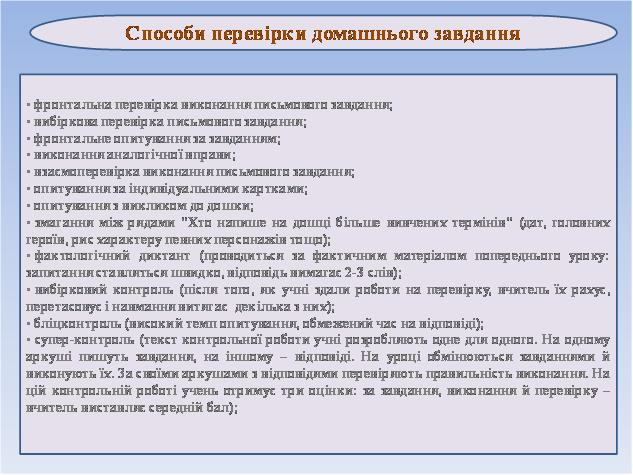 Способи перевірки домашнього завдання
• фронтальна перевірка виконання письмового завдання;
• вибіркова перевірка письмового завдання;
• фронтальне опитування за завданням;
• виконання аналогічної вправи;
• взаємоперевірка виконання письмового завдання;
• опитування за індивідуальними картками;
• опитування з викликом до дошки;
• змагання між рядами "Хто напише на дошці більше вивчених термінів" (дат, головних
героїв, рис характеру певних персонажів тощо);
• фактологічний диктант (проводиться за фактичним матеріалом попереднього уроку:
запитання ставляться швидко, відповідь вимагає 2-3 слів);
• вибірковий контроль (після того, як учні здали роботи на перевірку, вчитель їх рахує,
перетасовує і навмання витягає декілька з них);
• бліцконтроль (високий темп опитування, обмежений час на відповіді);
• супер-контроль (текст контрольної роботи учні розробляють одне для одного. На одному
аркуші пишуть завдання, на іншому – відповіді. На уроці обмінюються завданнями й
виконують їх. За своїми аркушами з відповідями перевіряють правильність виконання. На
цій контрольній роботі учень отримує три оцінки: за завдання, виконання й перевірку –
вчитель виставляє середній бал);